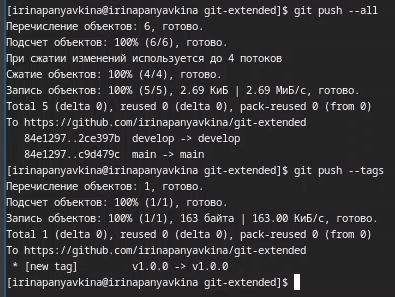 [irinapanyavkina@irinapanyavkina git-extended]$ git push --all
Перечисление объектов: 6, готово.
Подсчет объектов: 100% (6/6), готово.
При сжатии изменений используется до 4 потоков
Сжатие объектов: 100% (4/4), готово.
Запись объектов: 100% (5/5), 2.69 КиБ | 2.69 МиБ/с, готово.
Total 5 (delta 0), reused 0 (delta 0), pack-reused 0 (from 0)
To https://github.com/irinapanyavkina/git-extended
84e1297..2ce397b  develop -> develop
84e1297..c9d479c  main -> main
[irinapanyavkina@irinapanyavkina git-extended]$ git push --tags
Перечисление объектов: 1, готово.
Подсчет объектов: 100% (1/1), готово.
Запись объектов: 100% (1/1), 163 байта | 163.00 КиБ/с, готово.
Total 1 (delta 0), reused 0 (delta 0), pack-reused 0 (from 0)
To https://github.com/irinapanyavkina/git-extended
* [new tag]         v1.0.0 -> v1.0.0
[irinapanyavkina@irinapanyavkina git-extended]$